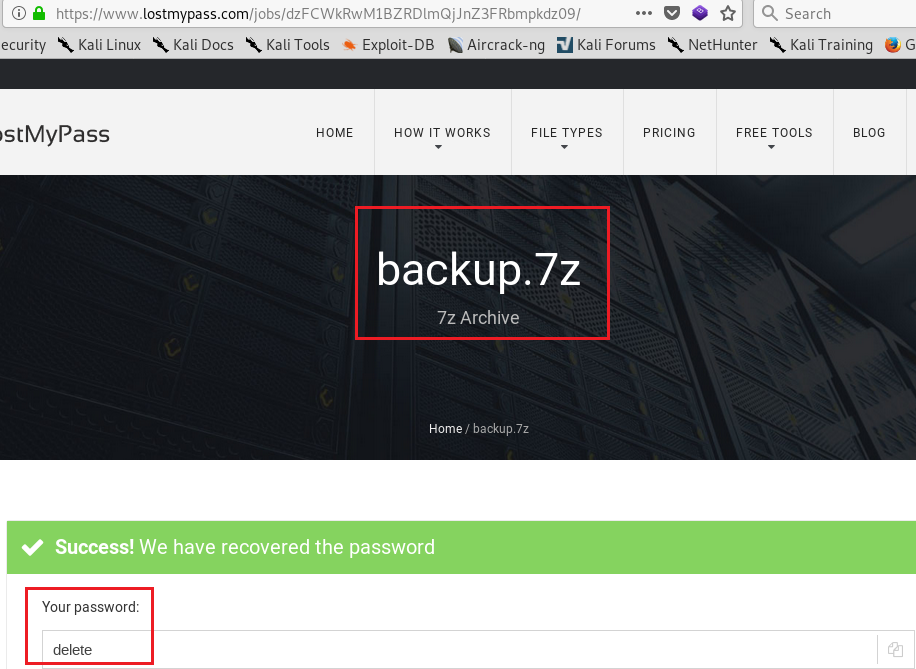 https://www.lostmypass.com/jobs/dzFCWkRwM1BZRDlmQjJnZ3FRbmpkdz09/ ••• Search
ecurity Kali Linux Kali Docs Kali Tools Exploit-DB Aircrack-ng Kali Forums NetHunter Kali Training G
ostMyPass HOME HOW IT WORKS FILE TYPES PRICING FREE TOOLS BLOG
backup.7z
7z Archive
Home / backup.7z
Success! We have recovered the password
Your password:
delete